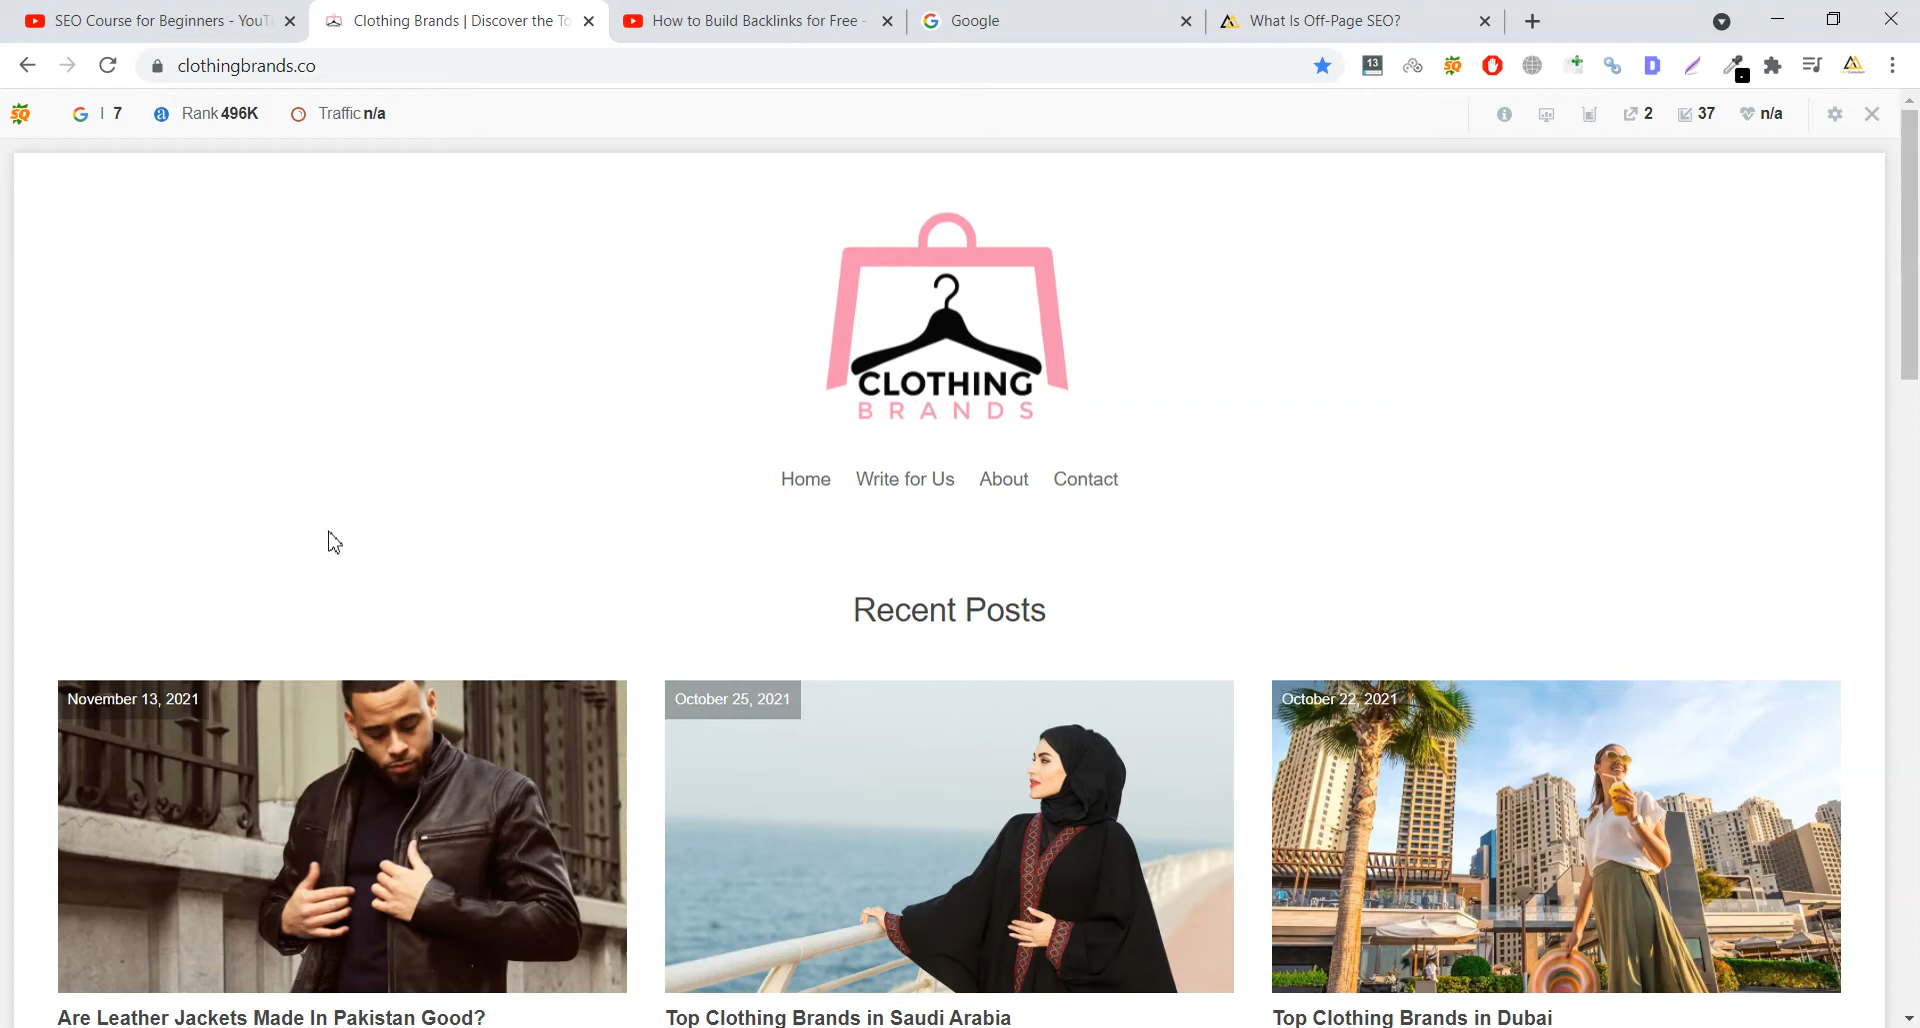 SEO Course for Beginners - YouT
Clothing Brands | Discover the To
How to Build Backlinks for Free -
Google
What Is Off-Page SEO?
clothingbrands.co
13
SQ
D
SQ
G I 7
a Rank 496K
Traffic n/a
2
37
n/a
CLOTHING
BRANDS
Home Write for Us About Contact
Recent Posts
November 13, 2021
October 25, 2021
October 22, 2021
Are Leather Jackets Made In Pakistan Good?
Top Clothing Brands in Saudi Arabia
Top Clothing Brands in Dubai